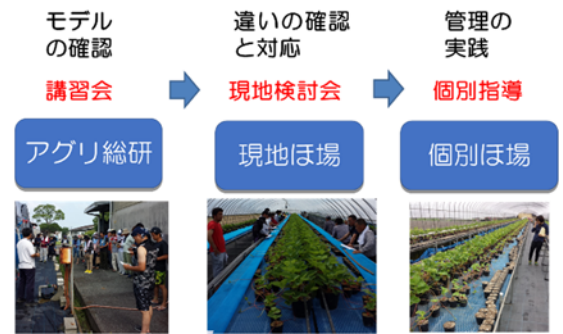 モデル
の確認
講習会
アグリ総研
違いの確認
と対応
現地検討会
現地ほ場
管理の
実践
個別指導
個別ほ場